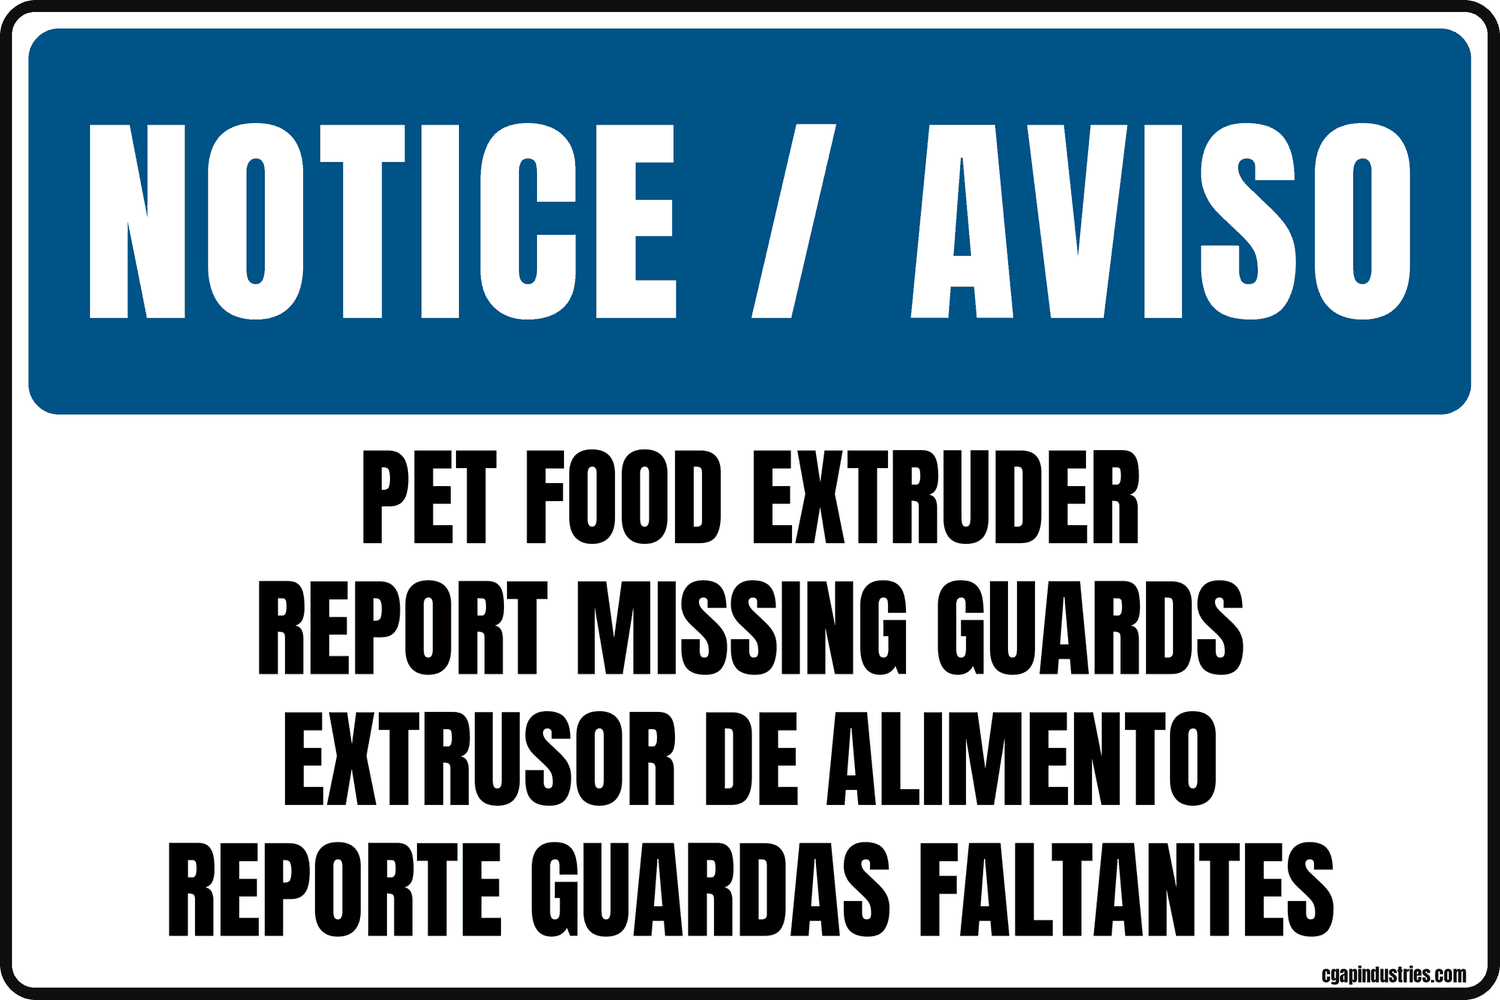 NOTICE / AVISO
PET FOOD EXTRUDER
REPORT MISSING GUARDS
EXTRUSOR DE ALIMENTO
REPORTE GUARDAS FALTANTES
cgapindustries.com